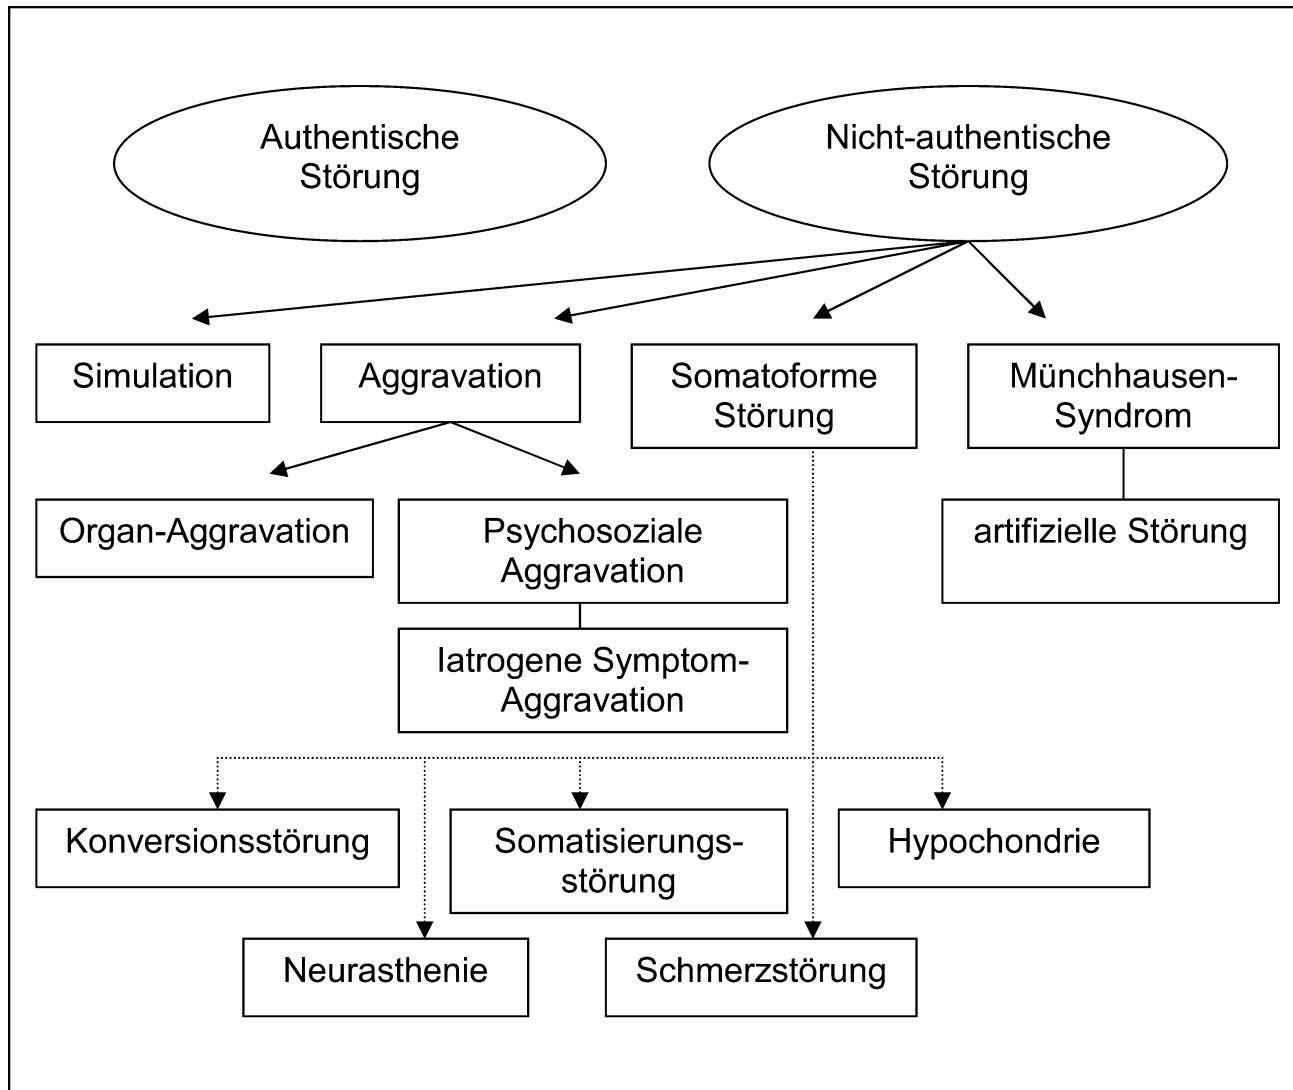 Authentische
Störung
Nicht-authentische
Störung
Simulation
Aggravation
Somatoforme
Störung
Münchhausen-
Syndrom
Organ-Aggravation
Psychosoziale
Aggravation
artifizielle Störung
Iatrogene Symptom-
Aggravation
Konversionsstörung
Somatisierungs-
störung
Hypochondrie
Neurasthenie
Schmerzstörung